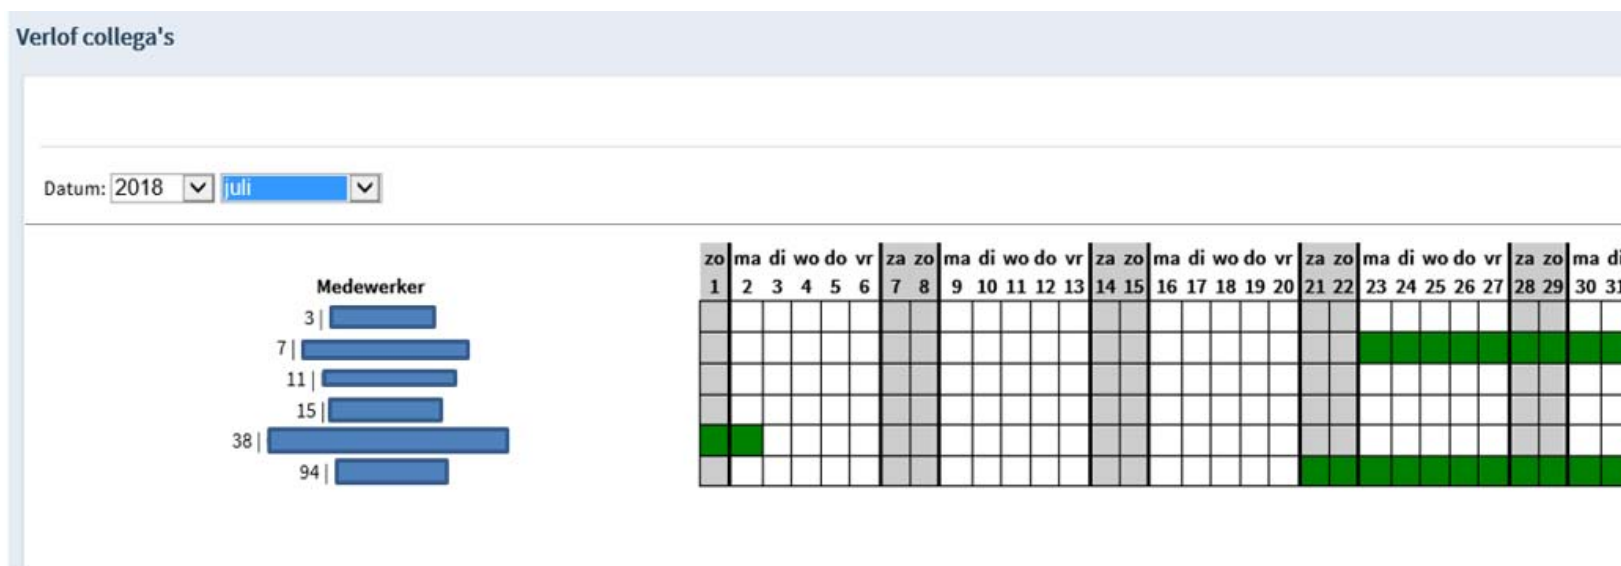 Verlof collega's
Datum: 2018 juli
zo ma di wo do vr za zo ma di wo do vr za zo ma di wo do vr za zo ma di wo do vr za zo ma di
Medewerker 1 2 3 4 5 6 7 8 9 10 11 12 13 14 15 16 17 18 19 20 21 22 23 24 25 26 27 28 29 30 31
3 |
7 |
11 |
15 |
38 |
94 |